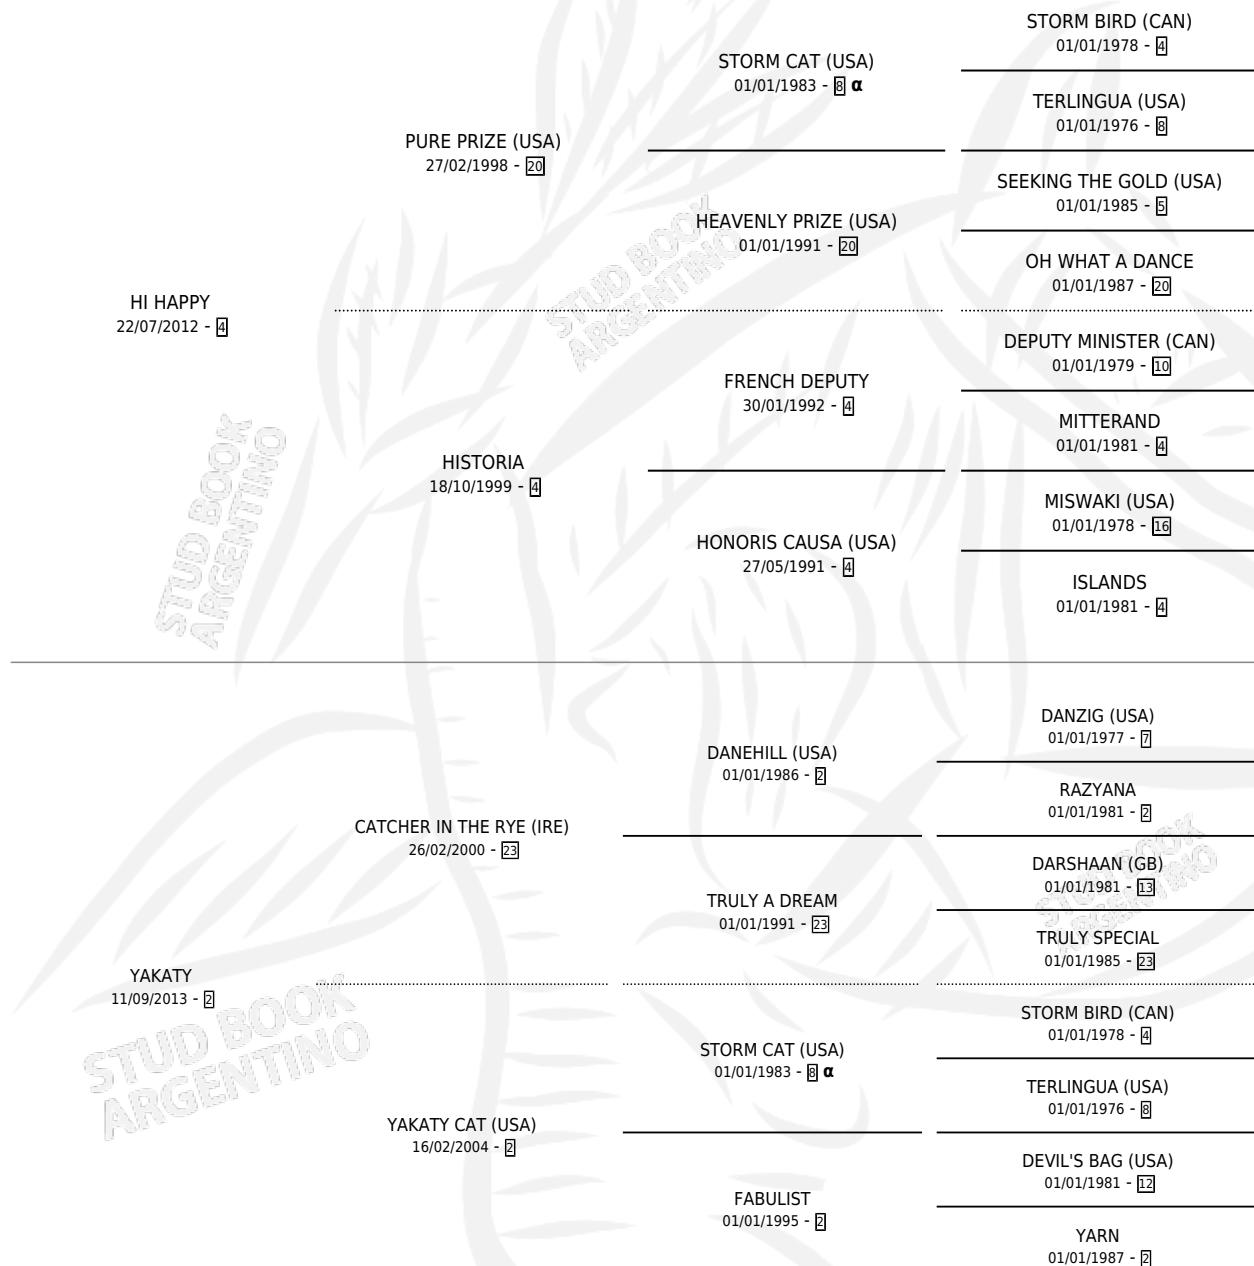 STORM BIRD (CAN)
01/01/1978 - 4
STORM CAT (USA)
01/01/1983 - 8 α
TERLINGUA (USA)
01/01/1976 - 8
PURE PRIZE (USA)
27/02/1998 - 20
SEEKING THE GOLD (USA)
01/01/1985 - 5
HEAVENLY PRIZE (USA)
01/01/1991 - 20
OH WHAT A DANCE
01/01/1987 - 20
HI HAPPY
22/07/2012 - 4
DEPUTY MINISTER (CAN)
01/01/1979 - 10
FRENCH DEPUTY
30/01/1992 - 4
MITTERAND
01/01/1981 - 4
HISTORIA
18/10/1999 - 4
MISWAKI (USA)
01/01/1978 - 16
HONORIS CAUSA (USA)
27/05/1991 - 4
ISLANDS
01/01/1981 - 4
DANZIG (USA)
01/01/1977 - 7
DANEHILL (USA)
01/01/1986 - 2
RAZYANA
01/01/1981 - 2
CATCHER IN THE RYE (IRE)
26/02/2000 - 23
DARSHAAN (GB)
01/01/1981 - 13
TRULY A DREAM
01/01/1991 - 23
TRULY SPECIAL
01/01/1985 - 23
YAKATY
11/09/2013 - 2
STORM BIRD (CAN)
01/01/1978 - 4
STORM CAT (USA)
01/01/1983 - 8 α
TERLINGUA (USA)
01/01/1976 - 8
YAKATY CAT (USA)
16/02/2004 - 2
DEVIL'S BAG (USA)
01/01/1981 - 12
FABULIST
01/01/1995 - 2
YARN
01/01/1987 - 2
STUD BOOK
ARGENTINO
STUD BOOK
ARGENTINO
STUD BOOK
ARGENTINO
STUD BOOK
ARGENTINO